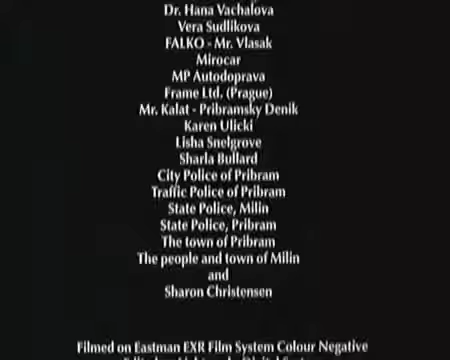 Dr. Hana Vachalova
Vera Sudlikova
FALKO - Mr. Vlasak
Mirocar
MP Autodoprava
Frame Ltd. (Prague)
Mr. Kalat - Pribramsky Denik
Karen Ulicki
Lisha Snelgrove
Sharla Bullard
City Police of Pribram
Traffic Police of Pribram
State Police, Milin
State Police, Pribram
The town of Pribram
The people and town of Milin
and
Sharon Christensen
Filmed on Eastman EXR Film System Colour Negative